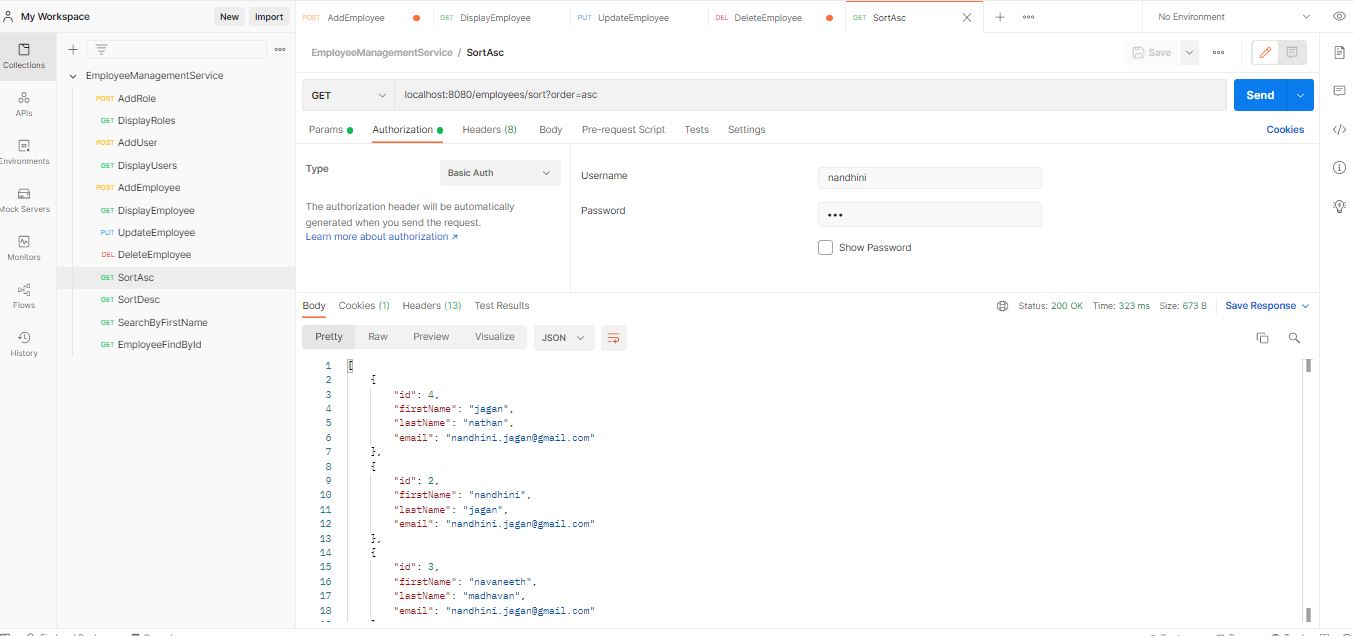 My Workspace New Import POST AddEmployee GET DisplayEmployee PUT UpdateEmployee DEL DeleteEmployee GET SortAsc No Environment
Collections
APIs
Environments
Mock Servers
Monitors
Flows
History
EmployeeManagementService
POST AddRole
GET DisplayRoles
POST AddUser
GET DisplayUsers
POST AddEmployee
GET DisplayEmployee
PUT UpdateEmployee
DEL DeleteEmployee
GET SortAsc
GET SortDesc
GET SearchByFirstName
GET EmployeeFindById
EmployeeManagementService / SortAsc Save
GET localhost:8080/employees/sort?order=asc Send
Params Authorization Headers (8) Body Pre-request Script Tests Settings Cookies
Type Basic Auth
The authorization header will be automatically
generated when you send the request.
Learn more about authorization ↗
Username nandhini
Password •••
Show Password
Body Cookies (1) Headers (13) Test Results Status: 200 OK Time: 323 ms Size: 673 B Save Response
Pretty Raw Preview Visualize JSON
1 [
2 {
3 "id": 4,
4 "firstName": "jagan",
5 "lastName": "nathan",
6 "email": "nandhini.jagan@gmail.com"
7 },
8 {
9 "id": 2,
10 "firstName": "nandhini",
11 "lastName": "jagan",
12 "email": "nandhini.jagan@gmail.com"
13 },
14 {
15 "id": 3,
16 "firstName": "navaneeth",
17 "lastName": "madhavan",
18 "email": "nandhini.jagan@gmail.com"